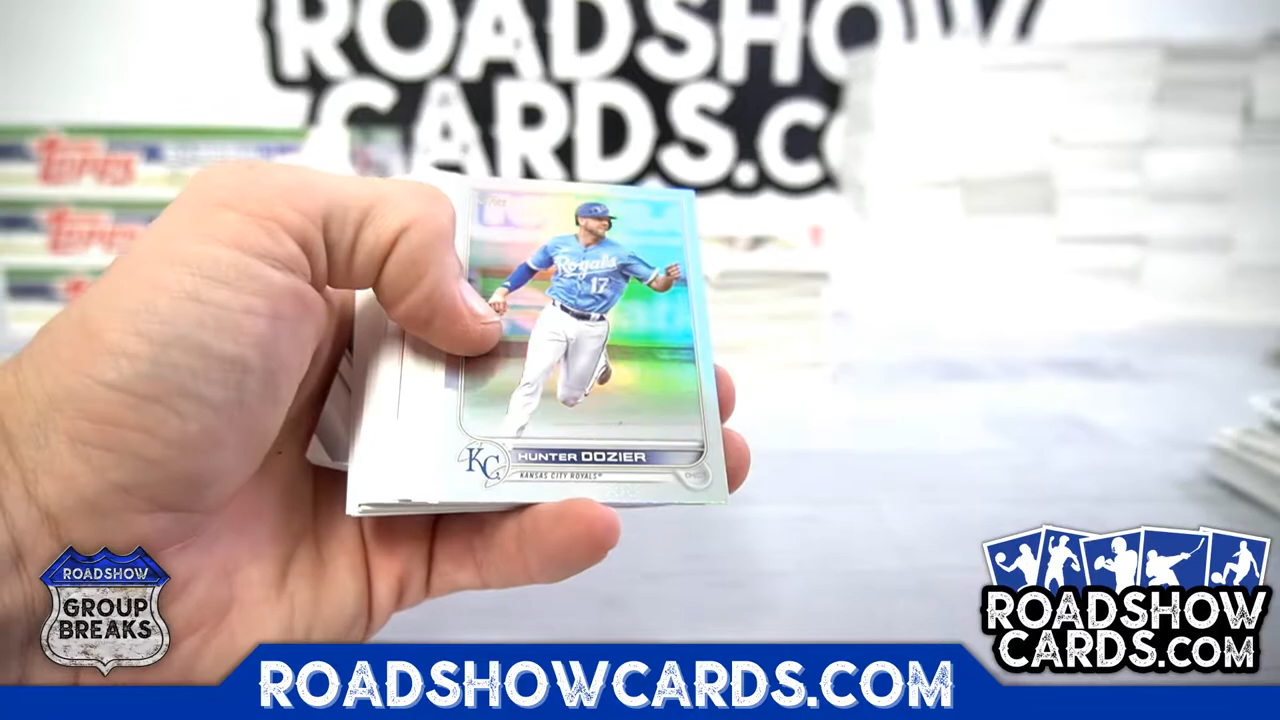 ROADSHOW
CARDS.CO
TOPPS
TOPPS
Royals
17
KC
HUNTER DOZIER
KANSAS CITY ROYALS
ROADSHOW
GROUP
BREAKS
ROADSHOW
CARDS.COM
ROADSHOWCARDS.COM